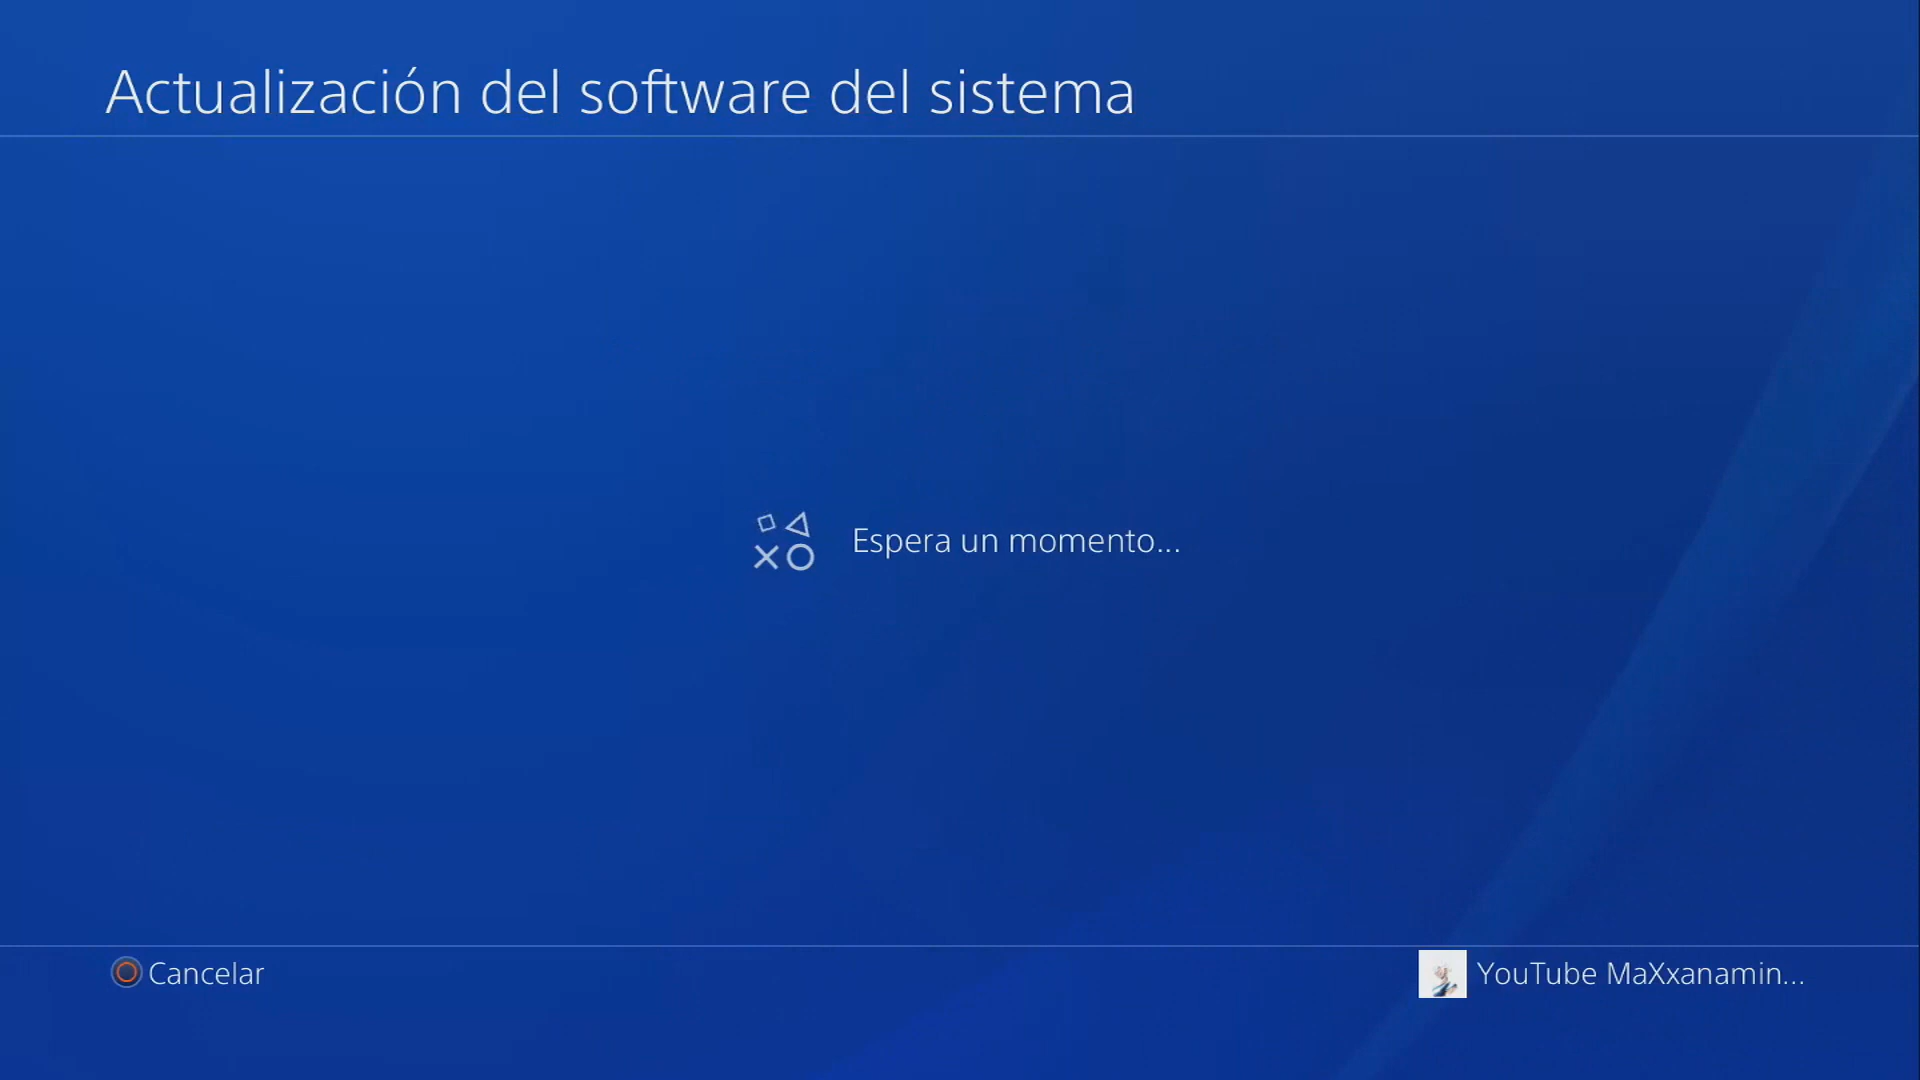 Actualización del software del sistema
Espera un momento...
Cancelar
YouTube MaXxanamin...